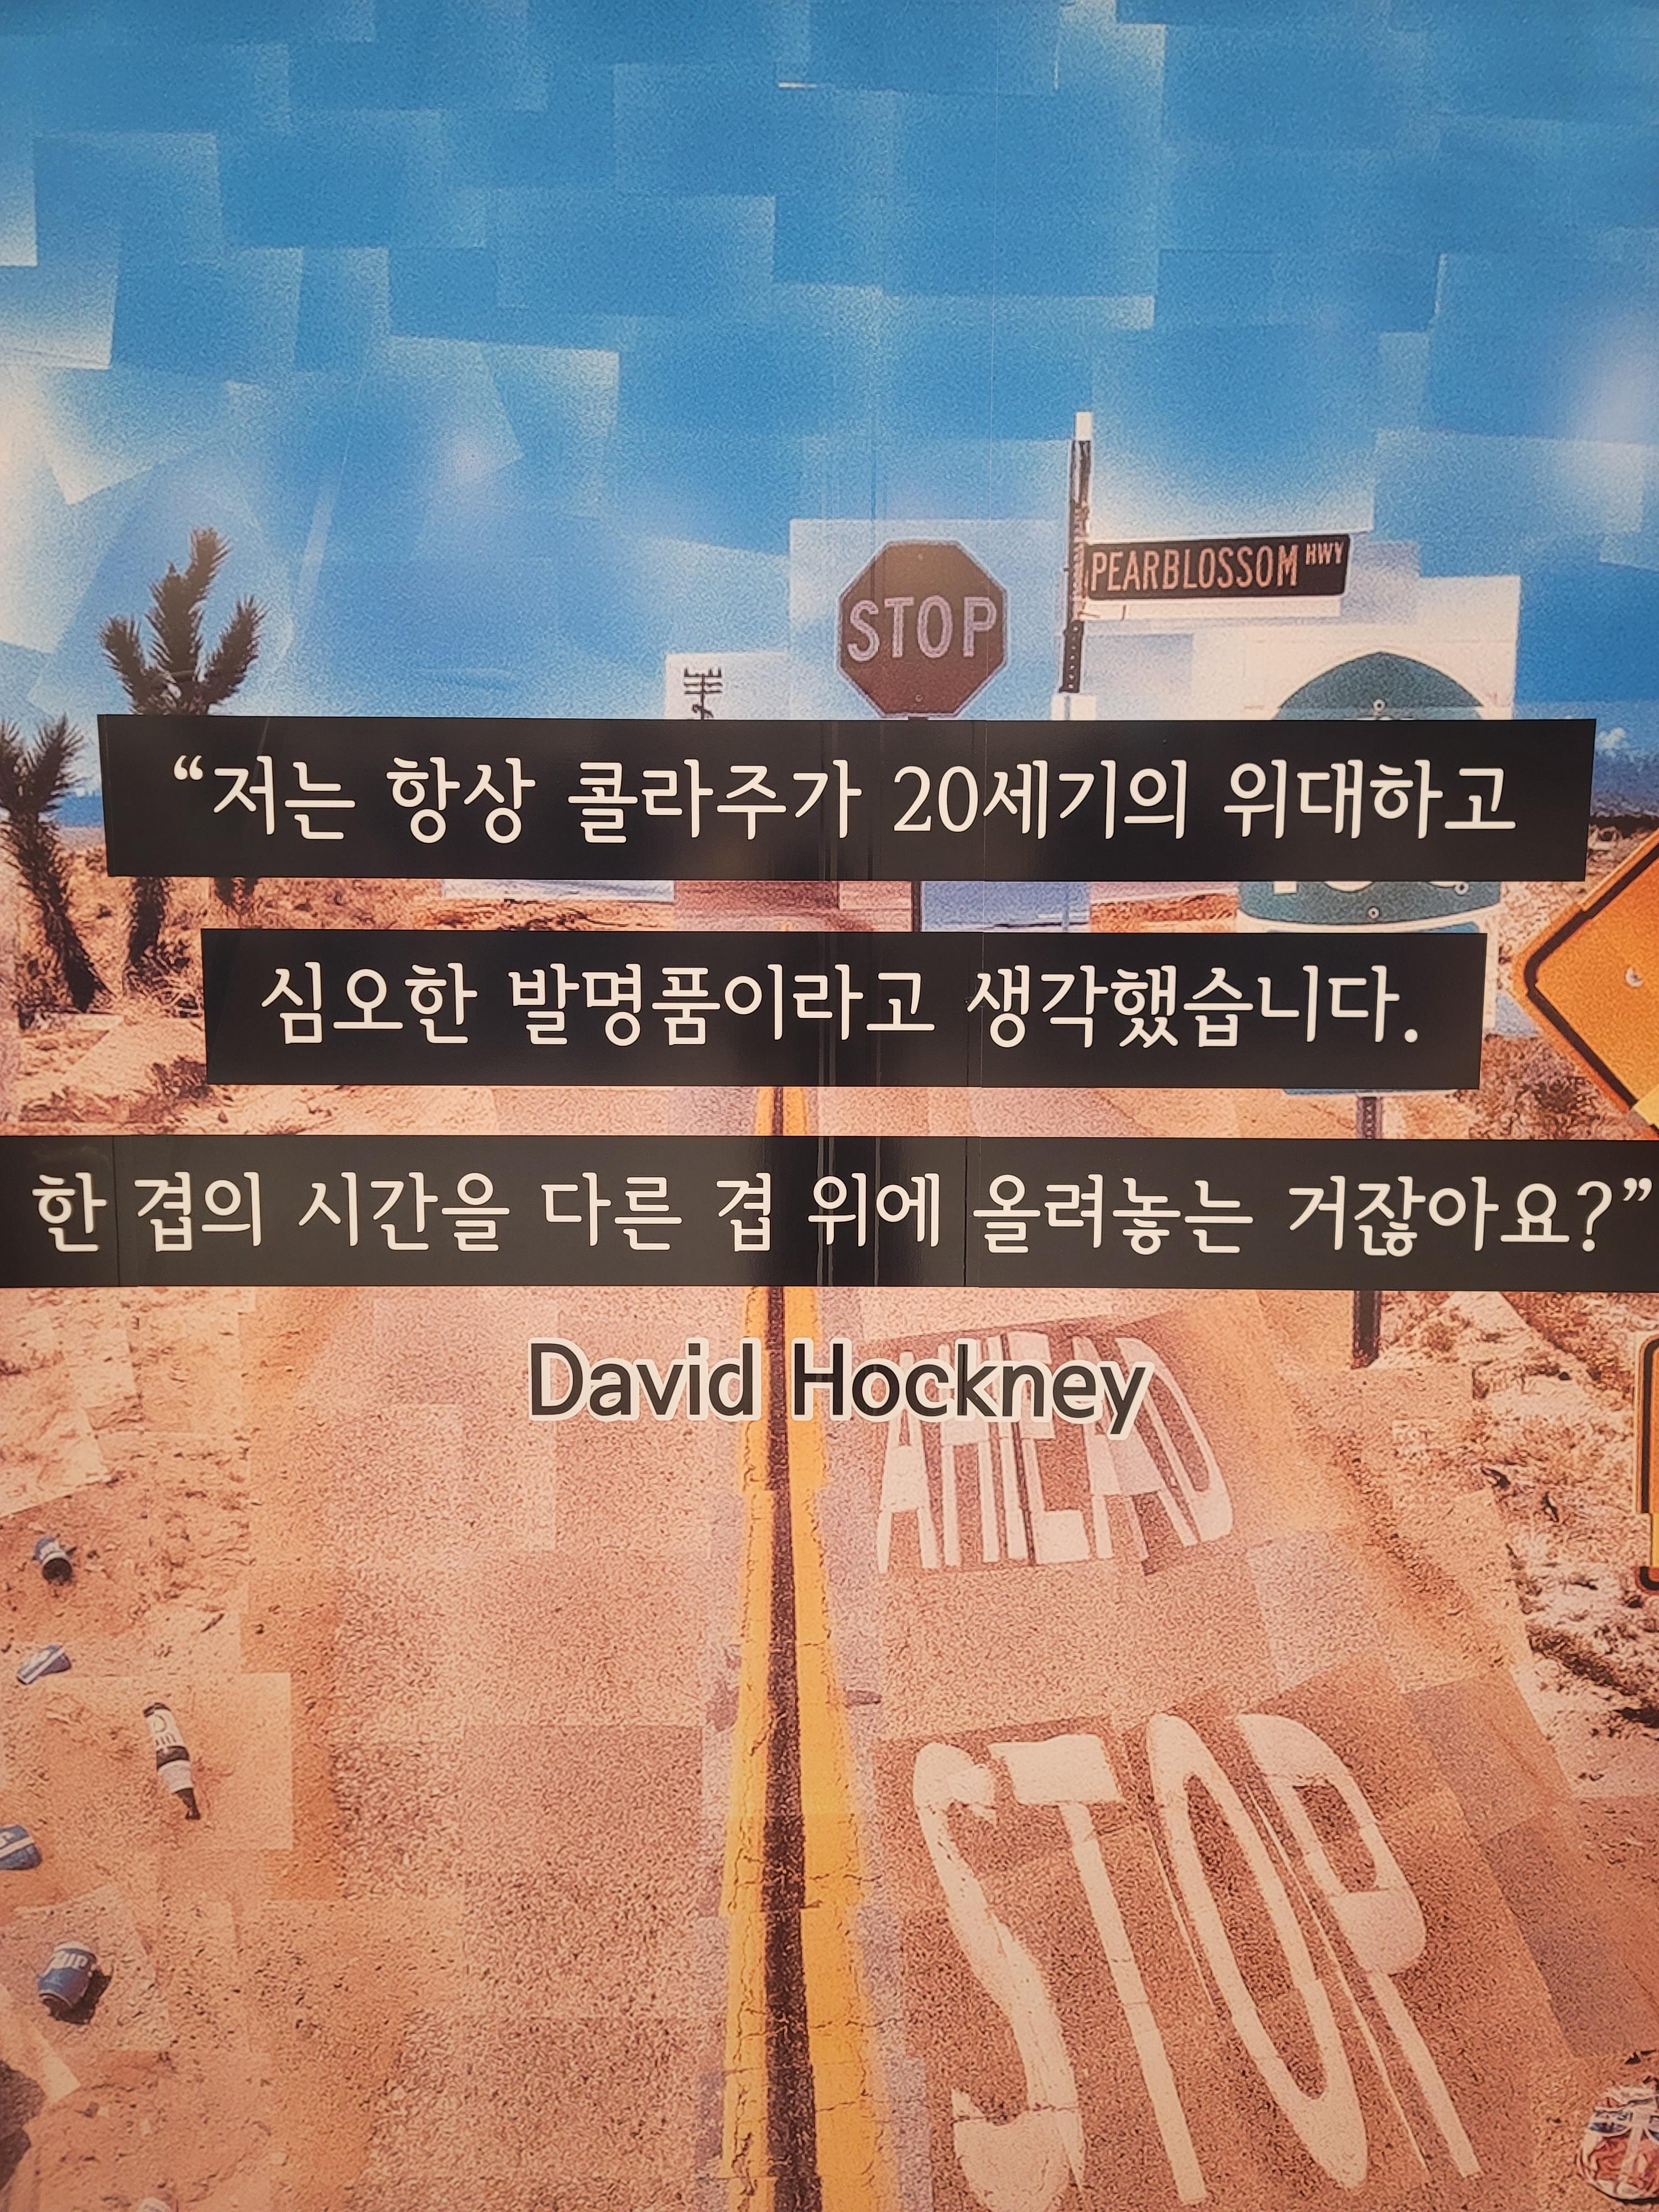 STOP
PEARBLOSSOM HWY
“저는 항상 콜라주가 20세기의 위대하고
심오한 발명품이라고 생각했습니다.
한 겹의 시간을 다른 겹 위에 올려놓는 거잖아요?”
David Hockney
AHEAD
STOP